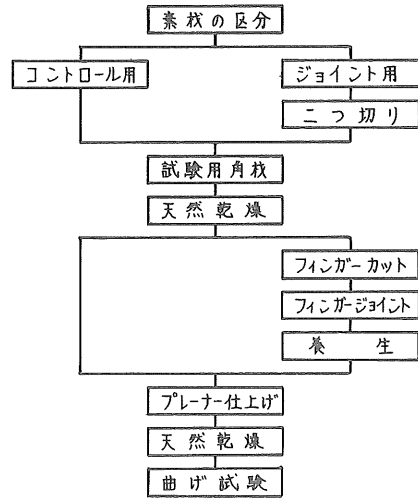 素材の区分
コントロール用
ジョイント用
二つ切り
試験用角材
天然乾燥
フィンガーカット
フィンガージョイント
養生
プレーナー仕上げ
天然乾燥
曲げ試験